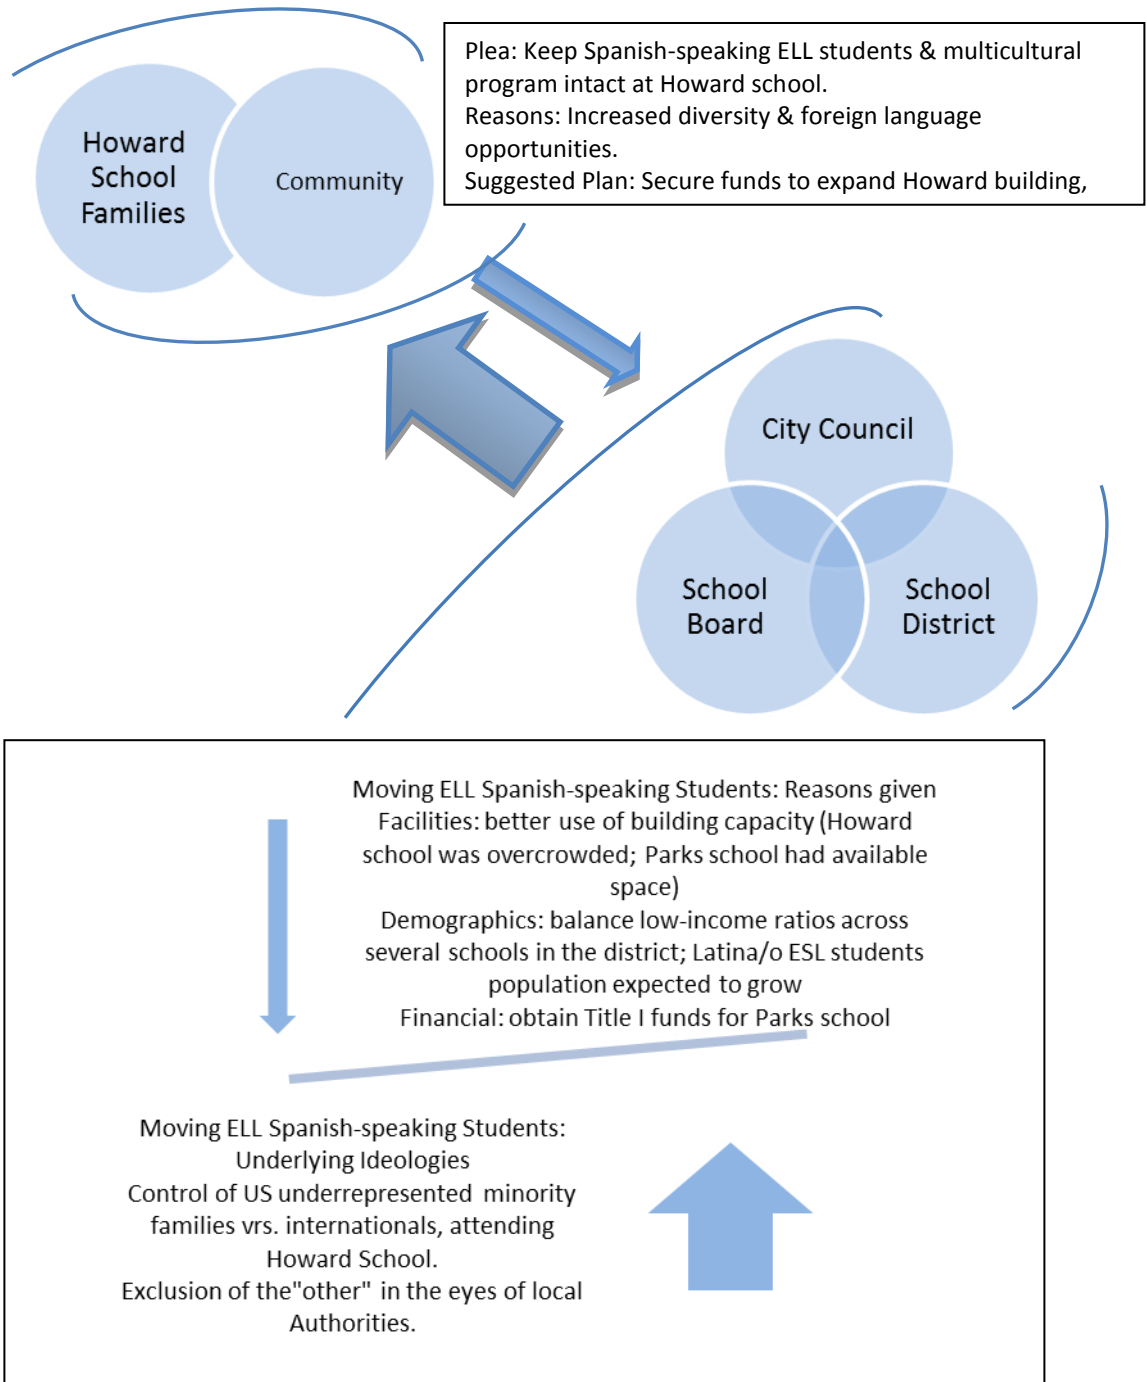 Plea: Keep Spanish-speaking ELL students & multicultural
program intact at Howard school.
Reasons: Increased diversity & foreign language
opportunities.
Suggested Plan: Secure funds to expand Howard building,
Howard
School
Families
Community
City Council
School
Board
School
District
Moving ELL Spanish-speaking Students: Reasons given
Facilities: better use of building capacity (Howard
school was overcrowded; Parks school had available
space)
Demographics: balance low-income ratios across
several schools in the district; Latina/o ESL students
population expected to grow
Financial: obtain Title I funds for Parks school
Moving ELL Spanish-speaking Students:
Underlying Ideologies
Control of US underrepresented minority
families vrs. internationals, attending
Howard School.
Exclusion of the"other" in the eyes of local
Authorities.